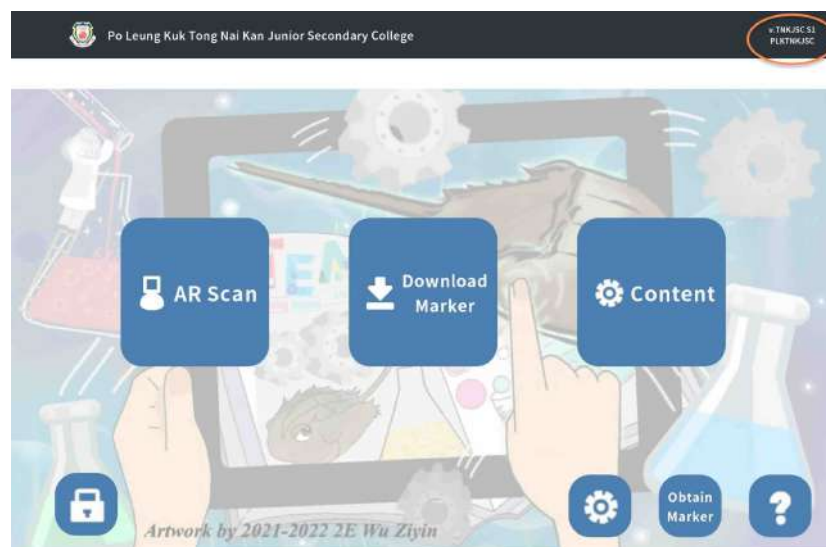 Po Leung Kuk Tong Nai Kan Junior Secondary College
v.TNKJSC S1
PLKTNKJSC
AR Scan
Download
Marker
Content
Obtain
Marker
?
Artwork by 2021-2022 2E Wu Ziyin